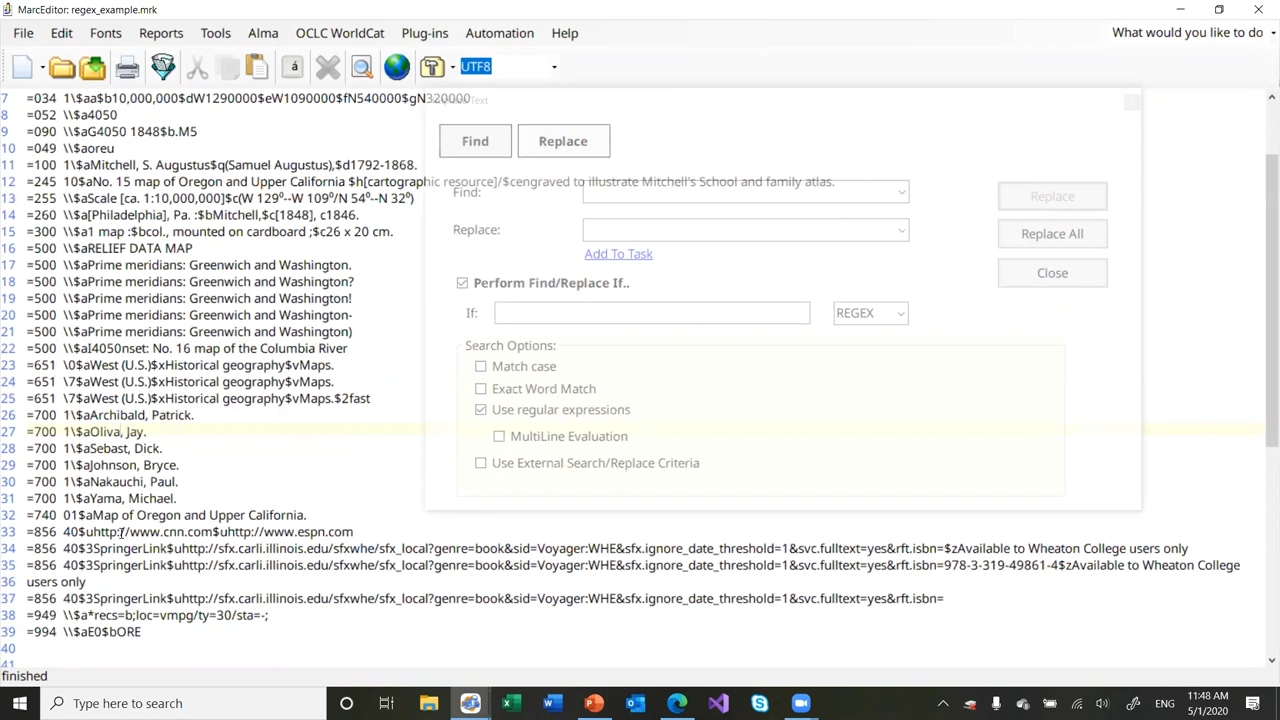 MarcEditor: regex_example.mrk
File Edit Fonts Reports Tools Alma OCLC WorldCat Plug-ins Automation Help What would you like to do
á UTF8
7 =034 1\$aa$b10,000,000$dW1290000$eW1090000$fN540000$gN320000
8 =052 \\$a4050
9 =090 \\$aG4050 1848$b.M5
10 =049 \\$aoreu
11 =100 1\$aMitchell, S. Augustus$q(Samuel Augustus),$d1792-1868.
12 =245 10$aNo. 15 map of Oregon and Upper California $h[cartographic resource]/$cengraved to illustrate Mitchell's School and family atlas.
13 =255 \\$aScale [ca. 1:10,000,000]$c(W 129⁰--W 109⁰/N 54⁰--N 32⁰)
14 =260 \\$a[Philadelphia], Pa. :$bMitchell,$c[1848], c1846.
15 =300 \\$a1 map :$bcol., mounted on cardboard ;$c26 x 20 cm.
16 =500 \\$aRELIEF DATA MAP
17 =500 \\$aPrime meridians: Greenwich and Washington.
18 =500 \\$aPrime meridians: Greenwich and Washington?
19 =500 \\$aPrime meridians: Greenwich and Washington!
20 =500 \\$aPrime meridians: Greenwich and Washington-
21 =500 \\$aPrime meridians: Greenwich and Washington)
22 =500 \\$aI4050nset: No. 16 map of the Columbia River
23 =651 \0$aWest (U.S.)$xHistorical geography$vMaps.
24 =651 \7$aWest (U.S.)$xHistorical geography$vMaps.
25 =651 \7$aWest (U.S.)$xHistorical geography$vMaps.$2fast
26 =700 1\$aArchibald, Patrick.
27 =700 1\$aOliva, Jay.
28 =700 1\$aSebast, Dick.
29 =700 1\$aJohnson, Bryce.
30 =700 1\$aNakauchi, Paul.
31 =700 1\$aYama, Michael.
32 =740 01$aMap of Oregon and Upper California.
33 =856 40$uhttp://www.cnn.com$uhttp://www.espn.com
34 =856 40$3SpringerLink$uhttp://sfx.carli.illinois.edu/sfxwhe/sfx_local?genre=book&sid=Voyager:WHE&sfx.ignore_date_threshold=1&svc.fulltext=yes&rft.isbn=$zAvailable to Wheaton College users only
35 =856 40$3SpringerLink$uhttp://sfx.carli.illinois.edu/sfxwhe/sfx_local?genre=book&sid=Voyager:WHE&sfx.ignore_date_threshold=1&svc.fulltext=yes&rft.isbn=978-3-319-49861-4$zAvailable to Wheaton College
36 users only
37 =856 40$3SpringerLink$uhttp://sfx.carli.illinois.edu/sfxwhe/sfx_local?genre=book&sid=Voyager:WHE&sfx.ignore_date_threshold=1&svc.fulltext=yes&rft.isbn=
38 =949 \\$a*recs=b;loc=vmpg/ty=30/sta=-;
39 =994 \\$aE0$bORE
40
41
Text
Find Replace
Find: Replace
Replace: Replace All
Add To Task
Close
Perform Find/Replace If..
If: REGEX
Search Options:
Match case
Exact Word Match
Use regular expressions
MultiLine Evaluation
Use External Search/Replace Criteria
finished
Type here to search
ENG
11:48 AM
5/1/2020